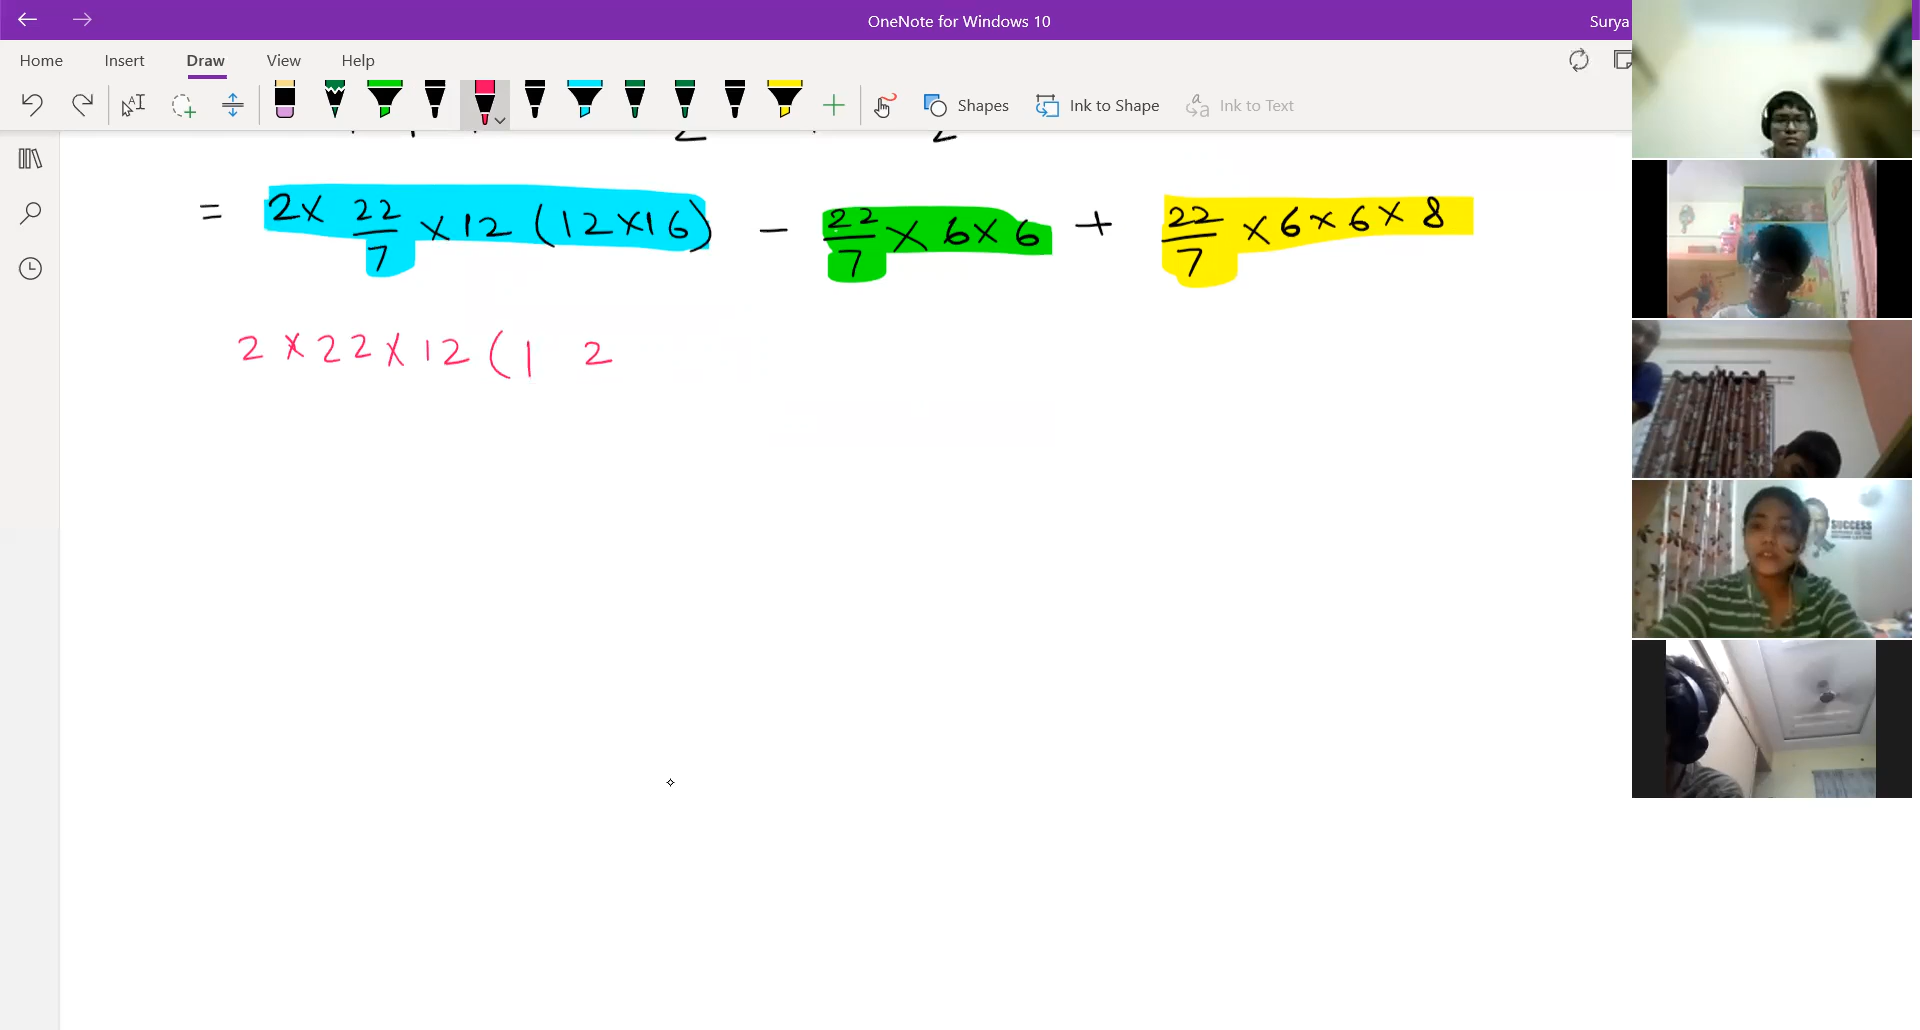 OneNote for Windows 10
Surya
Home Insert Draw View Help
Shapes Ink to Shape Ink to Text
2 2
= 2 × 22/7 × 12 (12 × 16) - 22/7 × 6 × 6 + 22/7 × 6 × 6 × 8
2 × 22 × 12 (1 2
SUCCESS